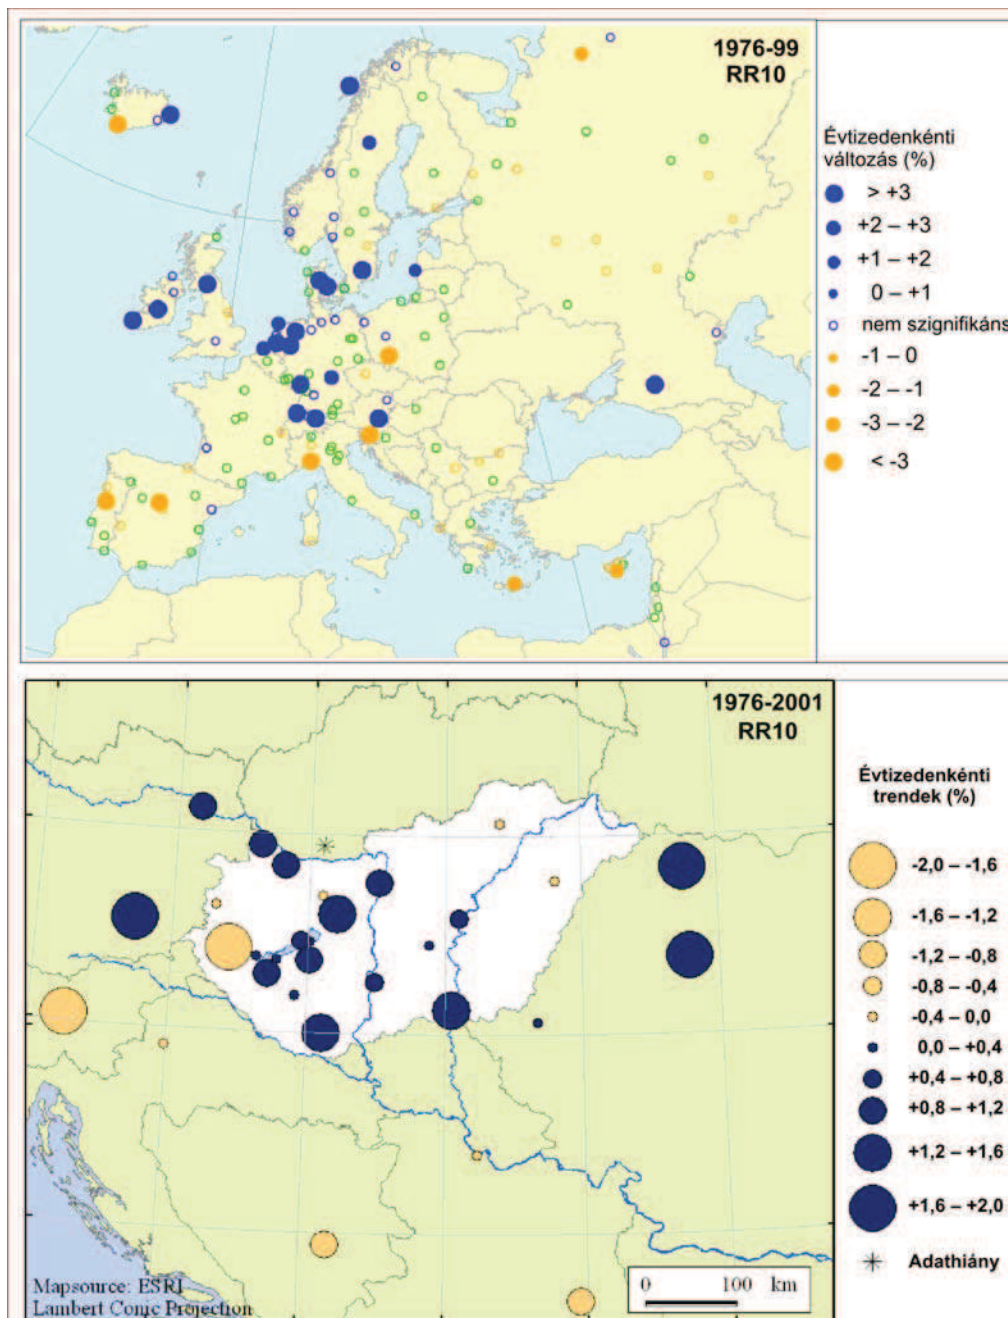 1976-99
RR10
Évtizedenkénti
változás (%)
> +3
+2 – +3
+1 – +2
0 – +1
nem szignifikáns
-1 – 0
-2 – -1
-3 – -2
< -3
1976-2001
RR10
Évtizedenkénti
trendek (%)
-2,0 – -1,6
-1,6 – -1,2
-1,2 – -0,8
-0,8 – -0,4
-0,4 – 0,0
0,0 – +0,4
+0,4 – +0,8
+0,8 – +1,2
+1,2 – +1,6
+1,6 – +2,0
Adathiány
Mapsource: ESRI
Lambert Conic Projection
0 100 km